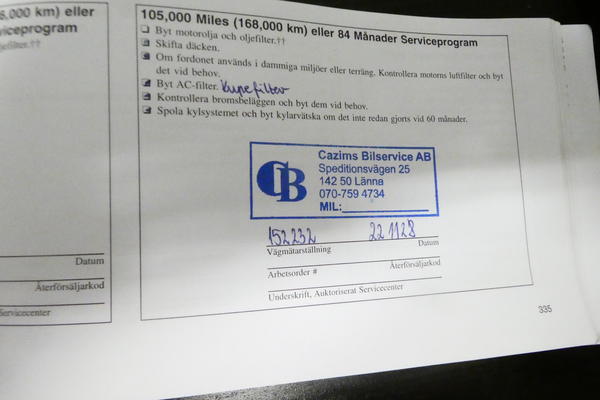 8.000 km) eller
viceprogram
jefilter.††
Datum
Återförsäljarkod
Servicecenter
105,000 Miles (168,000 km) eller 84 Månader Serviceprogram
Byt motorolja och oljefilter.††
Skifta däcken.
Om fordonet används i dammiga miljöer eller terräng. Kontrollera motorns luftfilter och byt
det vid behov.
Byt AC-filter. Kupefilter
Kontrollera bromsbeläggen och byt dem vid behov.
Spola kylsystemet och byt kylarvätska om det inte redan gjorts vid 60 månader.
CB
Cazims Bilservice AB
Speditionsvägen 25
142 50 Länna
070-759 4734
MIL:
152232 221128
Vägmätarställning Datum
Arbetsorder # Återförsäljarkod
Underskrift, Auktoriserat Servicecenter
335